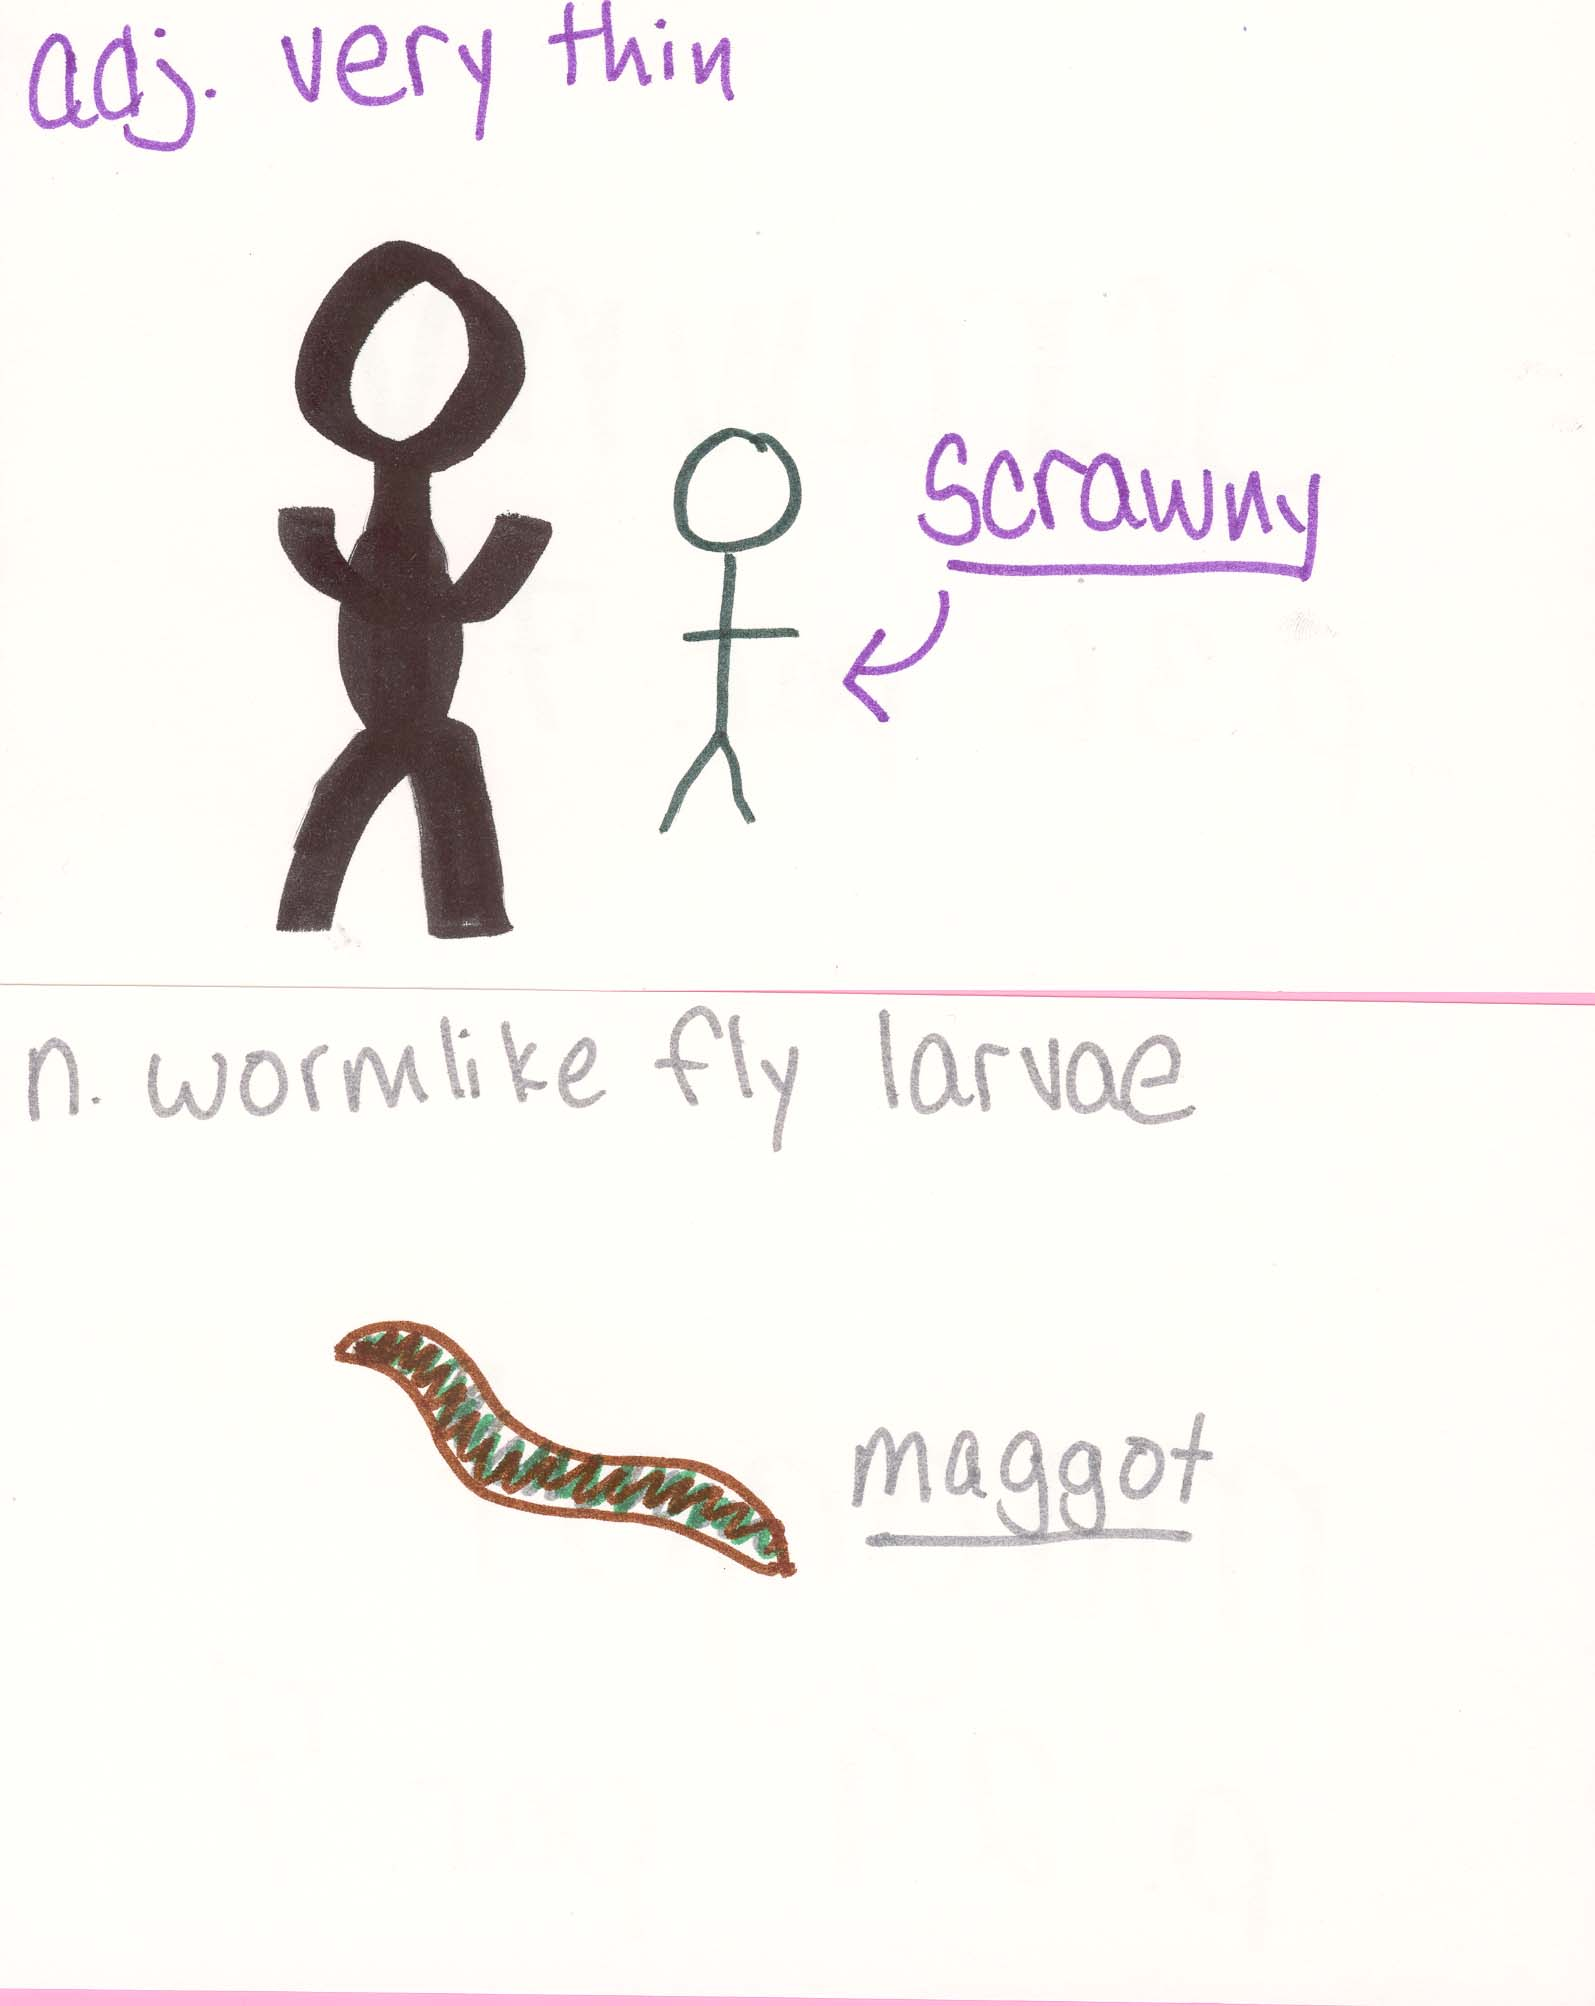 adj. very thin
scrawny
n. wormlike fly larvae
maggot